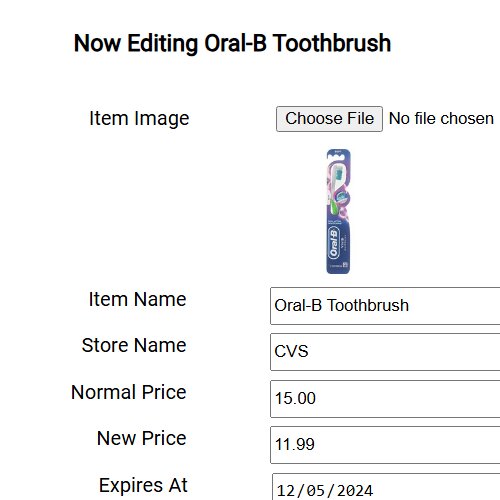 Now Editing Oral-B Toothbrush
Item Image
Choose File No file chosen
Oral-B
Item Name
Oral-B Toothbrush
Store Name
CVS
Normal Price
15.00
New Price
11.99
Expires At
12/05/2024